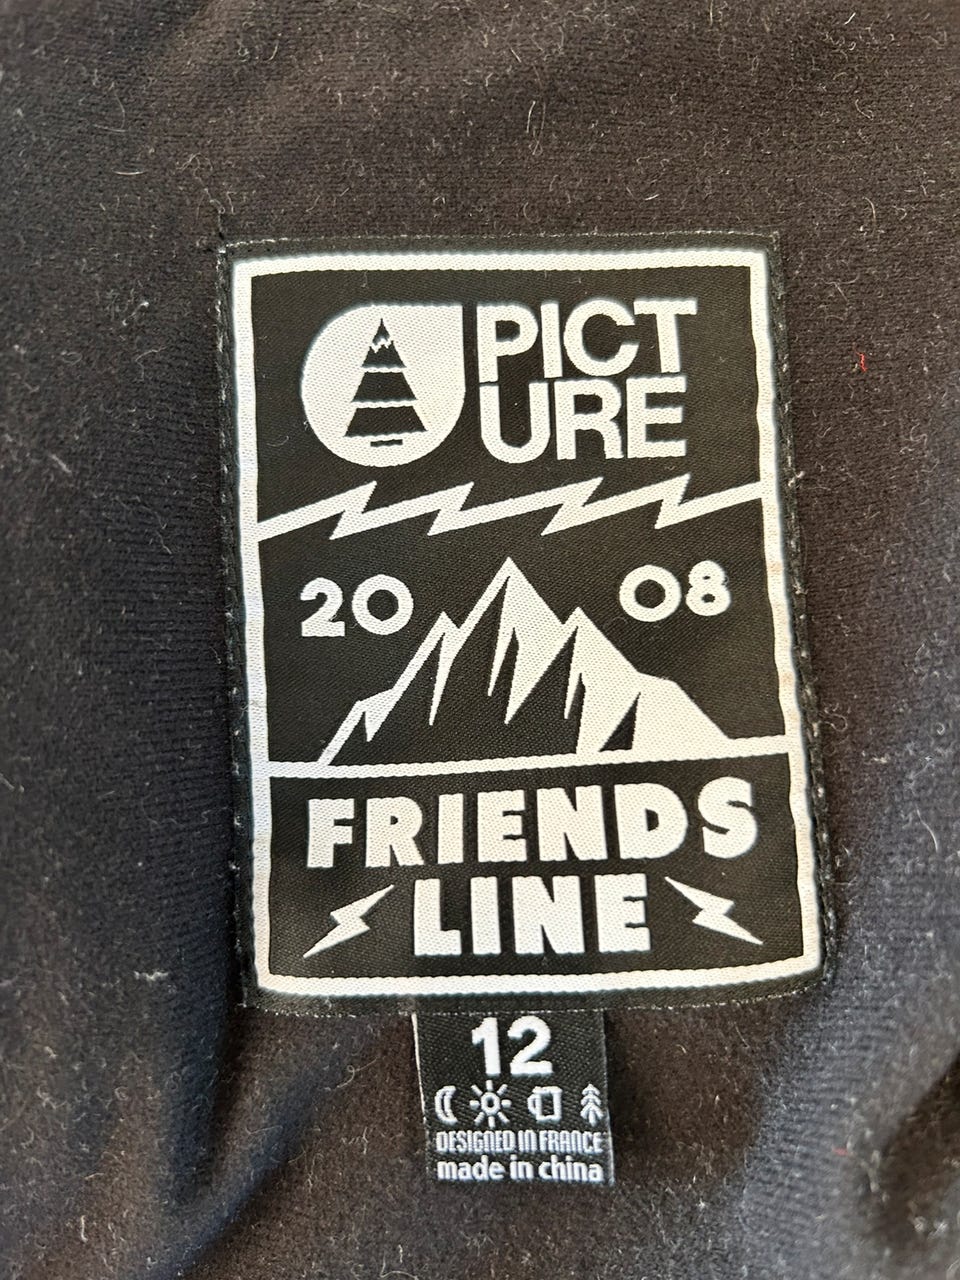 PICT
URE
20 08
FRIENDS
LINE
12
DESIGNED IN FRANCE
made in china